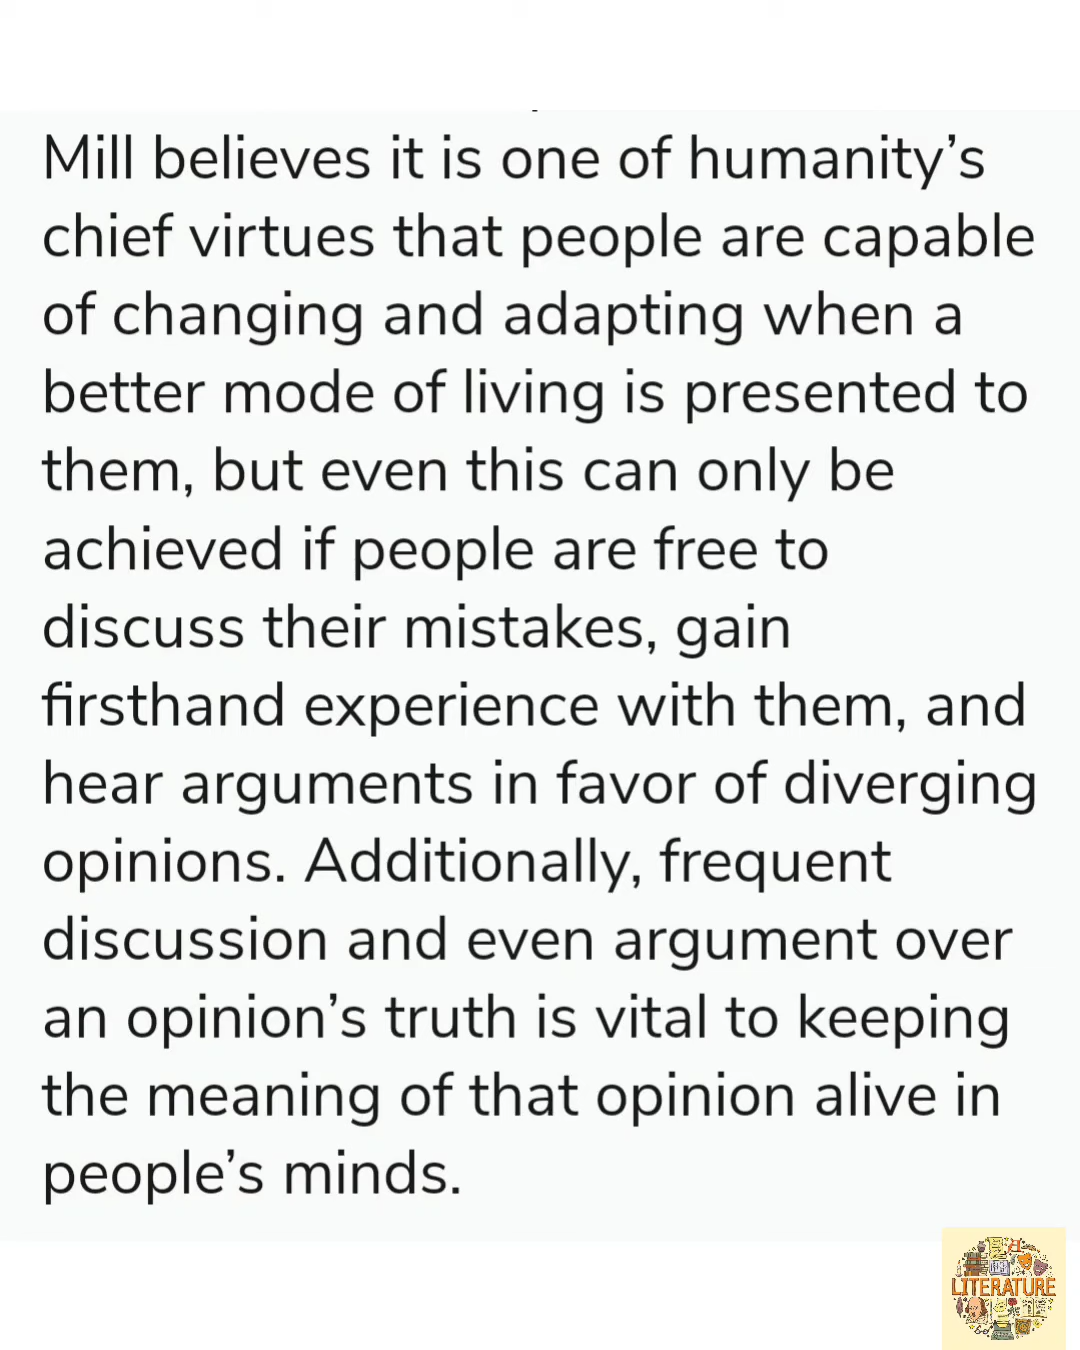 Mill believes it is one of humanity’s
chief virtues that people are capable
of changing and adapting when a
better mode of living is presented to
them, but even this can only be
achieved if people are free to
discuss their mistakes, gain
firsthand experience with them, and
hear arguments in favor of diverging
opinions. Additionally, frequent
discussion and even argument over
an opinion’s truth is vital to keeping
the meaning of that opinion alive in
people’s minds.
LITERATURE